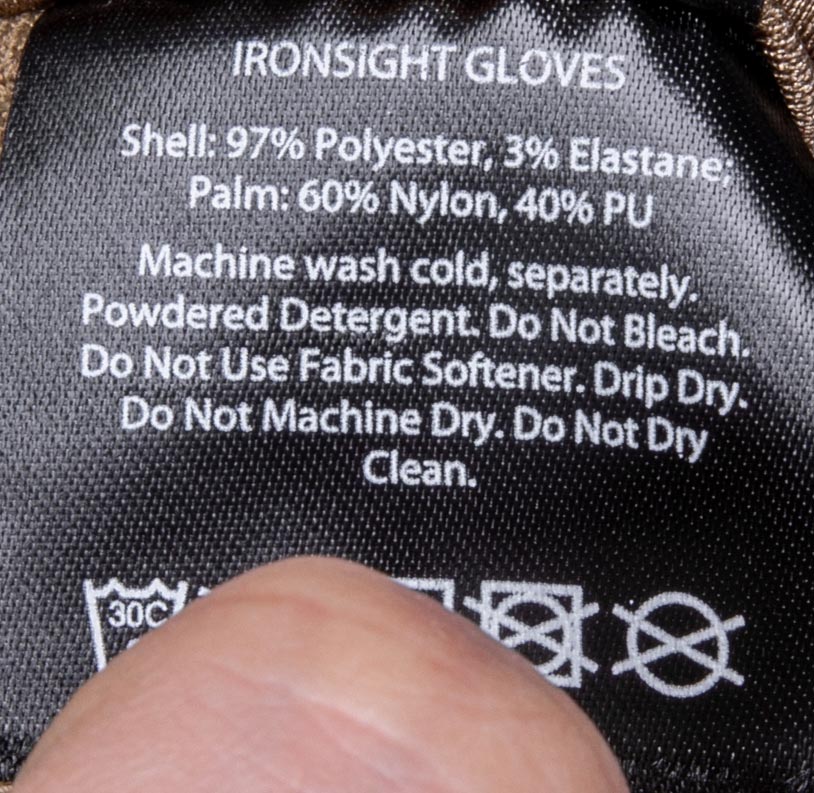 IRONSIGHT GLOVES
Shell: 97% Polyester, 3% Elastane;
Palm: 60% Nylon, 40% PU
Machine wash cold, separately.
Powdered Detergent. Do Not Bleach.
Do Not Use Fabric Softener. Drip Dry.
Do Not Machine Dry. Do Not Dry
Clean.
30C